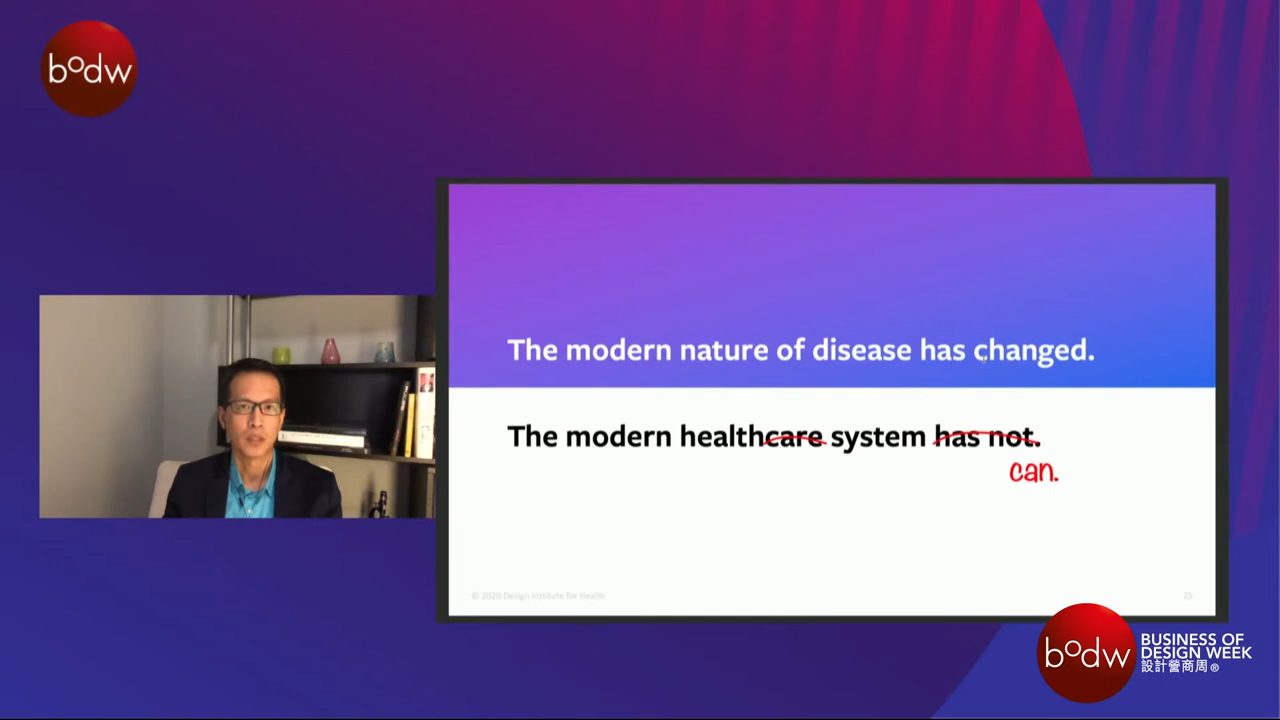 bodw
The modern nature of disease has changed.
The modern healthcare system has not.
can.
© 2020 Design Institute for Health
25
bodw
BUSINESS OF
DESIGN WEEK
設計營商周®